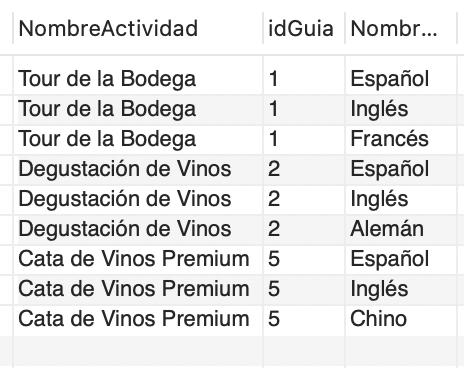 NombreActividad idGuia Nombr...
Tour de la Bodega 1 Español
Tour de la Bodega 1 Inglés
Tour de la Bodega 1 Francés
Degustación de Vinos 2 Español
Degustación de Vinos 2 Inglés
Degustación de Vinos 2 Alemán
Cata de Vinos Premium 5 Español
Cata de Vinos Premium 5 Inglés
Cata de Vinos Premium 5 Chino